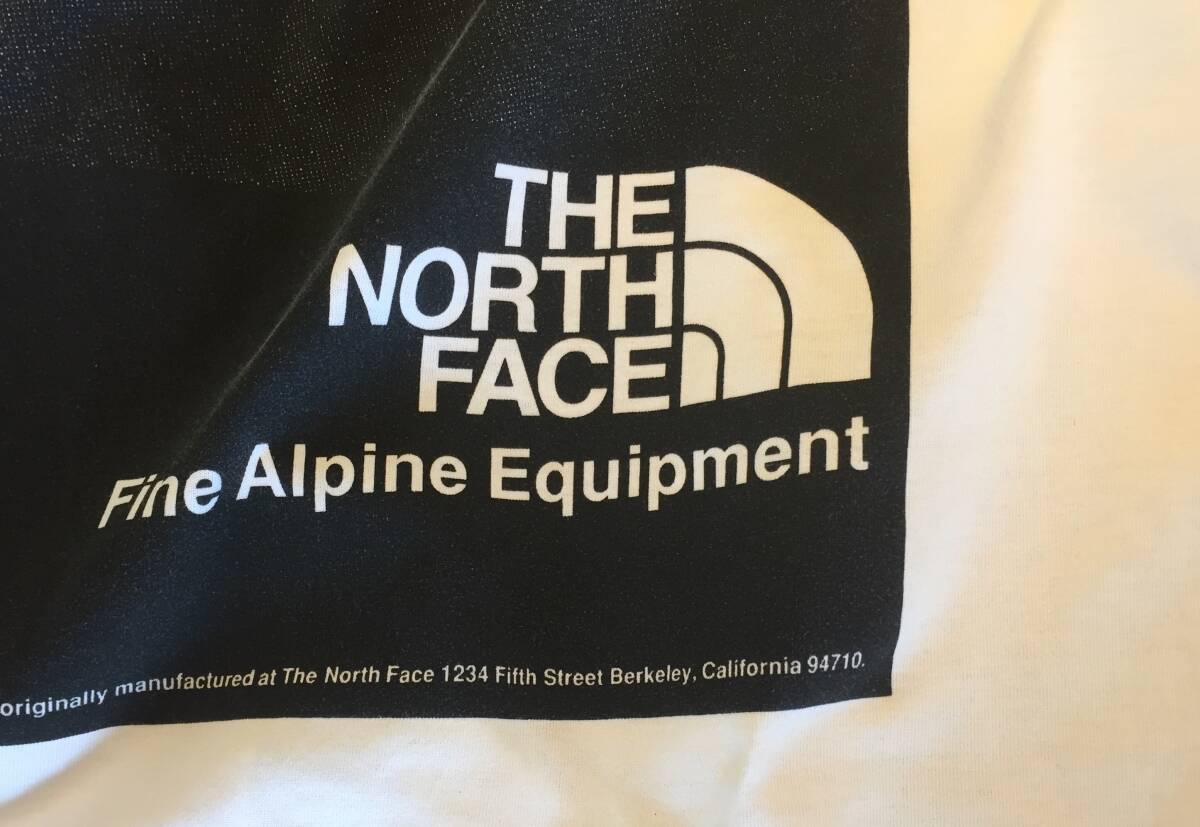 THE
NORTH
FACE
Fine Alpine Equipment
originally manufactured at The North Face 1234 Fifth Street Berkeley, California 94710.